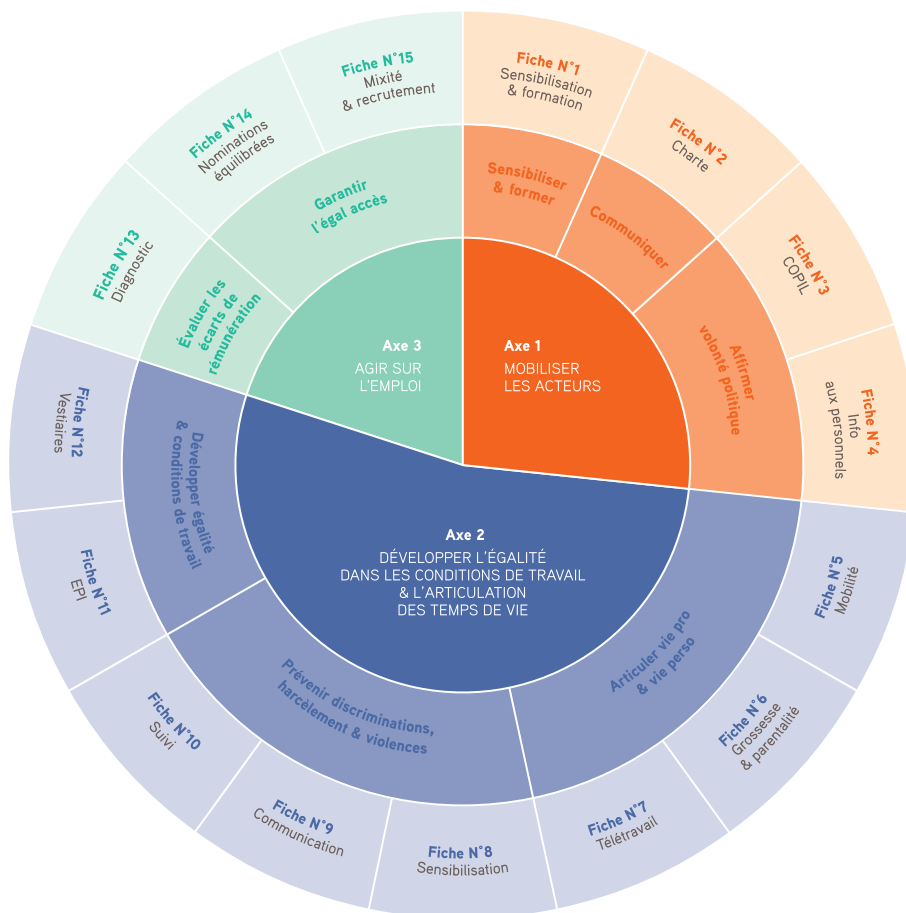 Axe 1
MOBILISER
LES ACTEURS
Sensibiliser
& former
Fiche N°1
Sensibilisation
& formation
Communiquer
Fiche N°2
Charte
Affirmer
volonté politique
Fiche N°3
COPIL
Fiche N°4
Info
aux personnels
Axe 2
DÉVELOPPER L'ÉGALITÉ
DANS LES CONDITIONS DE TRAVAIL
& L'ARTICULATION
DES TEMPS DE VIE
Articuler vie pro
& vie perso
Fiche N°5
Mobilité
Fiche N°6
Grossesse
& parentalité
Fiche N°7
Télétravail
Prévenir discriminations,
harcèlement & violences
Fiche N°8
Sensibilisation
Fiche N°9
Communication
Fiche N°10
Suivi
Développer égalité
& conditions de travail
Fiche N°11
EPI
Fiche N°12
Vestiaires
Axe 3
AGIR SUR
L'EMPLOI
Évaluer les
écarts de
rémunération
Fiche N°13
Diagnostic
Garantir
l'égal accès
Fiche N°14
Nominations
équilibrées
Fiche N°15
Mixité
& recrutement